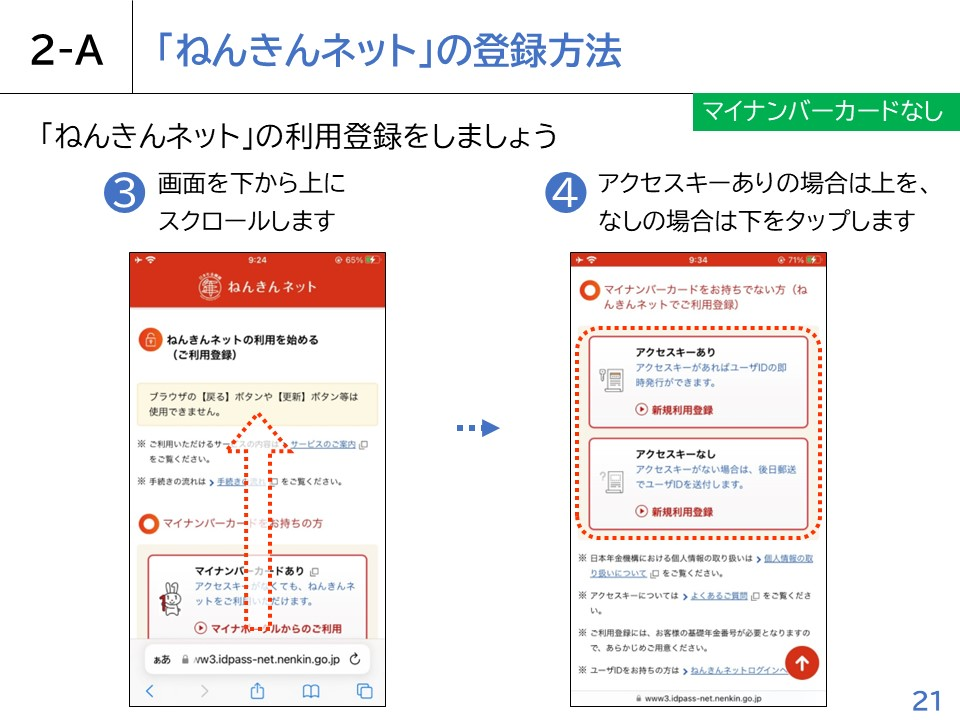 2-A
「ねんきんネット」の登録方法
マイナンバーカードなし
「ねんきんネット」の利用登録をしましょう
3
画面を下から上に
スクロールします
4
アクセスキーありの場合は上を、
なしの場合は下をタップします
9:24
65%
ねんきんネット
ねんきんネットの利用を始める
（ご利用登録）
ブラウザの【戻る】ボタンや【更新】ボタン等は
使用できません。
※ ご利用いただけるサービスの内容は サービスのご案内
をご覧ください。
※ 手続きの流れは 手続きの流れ をご覧ください。
マイナンバーカードをお持ちの方
マイナンバーカードあり
アクセスキーがなくても、ねんきんネ
ットをご利用いただけます。
マイナポータルからのご利用
ぁあ
ww3.idpass-net.nenkin.go.jp
9:34
71%
マイナンバーカードをお持ちでない方（ね
んきんネットでご利用登録）
アクセスキーあり
アクセスキーがあればユーザIDの即
時発行ができます。
新規利用登録
アクセスキーなし
アクセスキーがない場合は、後日郵送
でユーザIDを送付します。
新規利用登録
※ 日本年金機構における個人情報の取り扱いは 個人情報の取
り扱いについて をご覧ください。
※ アクセスキーについては よくあるご質問 をご覧くださ
い。
※ ご利用登録には、お客様の基礎年金番号が必要となりますの
で、あらかじめご用意ください。
※ ユーザIDをお持ちの方は ねんきんネットログインへ
www3.idpass-net.nenkin.go.jp
21